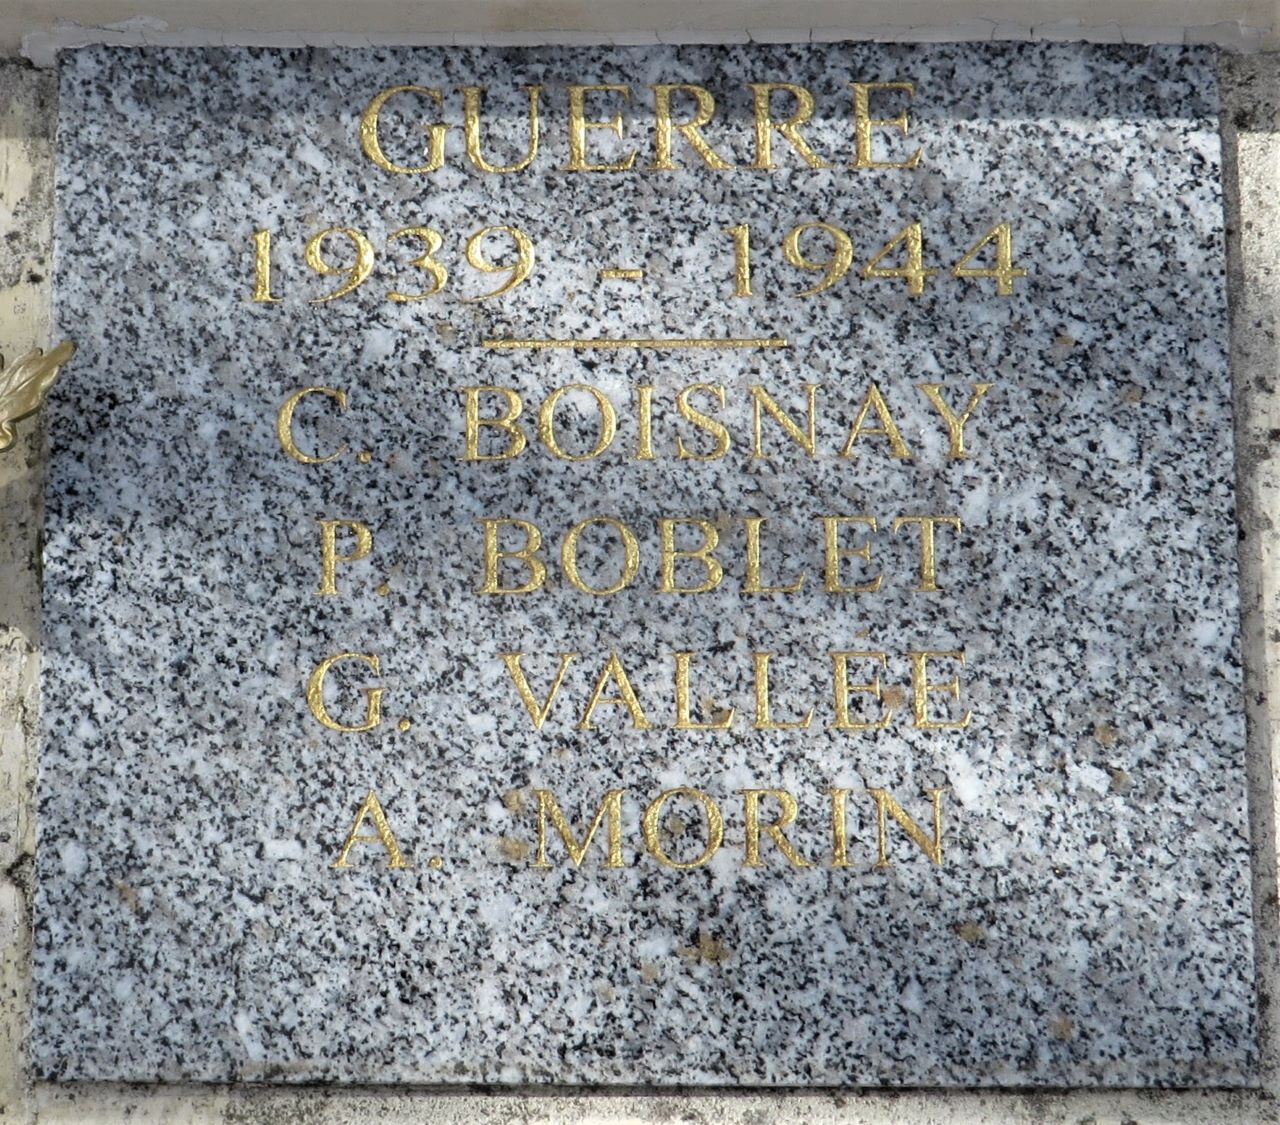 GUERRE
1939 - 1944
C. BOISNAY
P. BOBLET
G. VALLÉE
A. MORIN